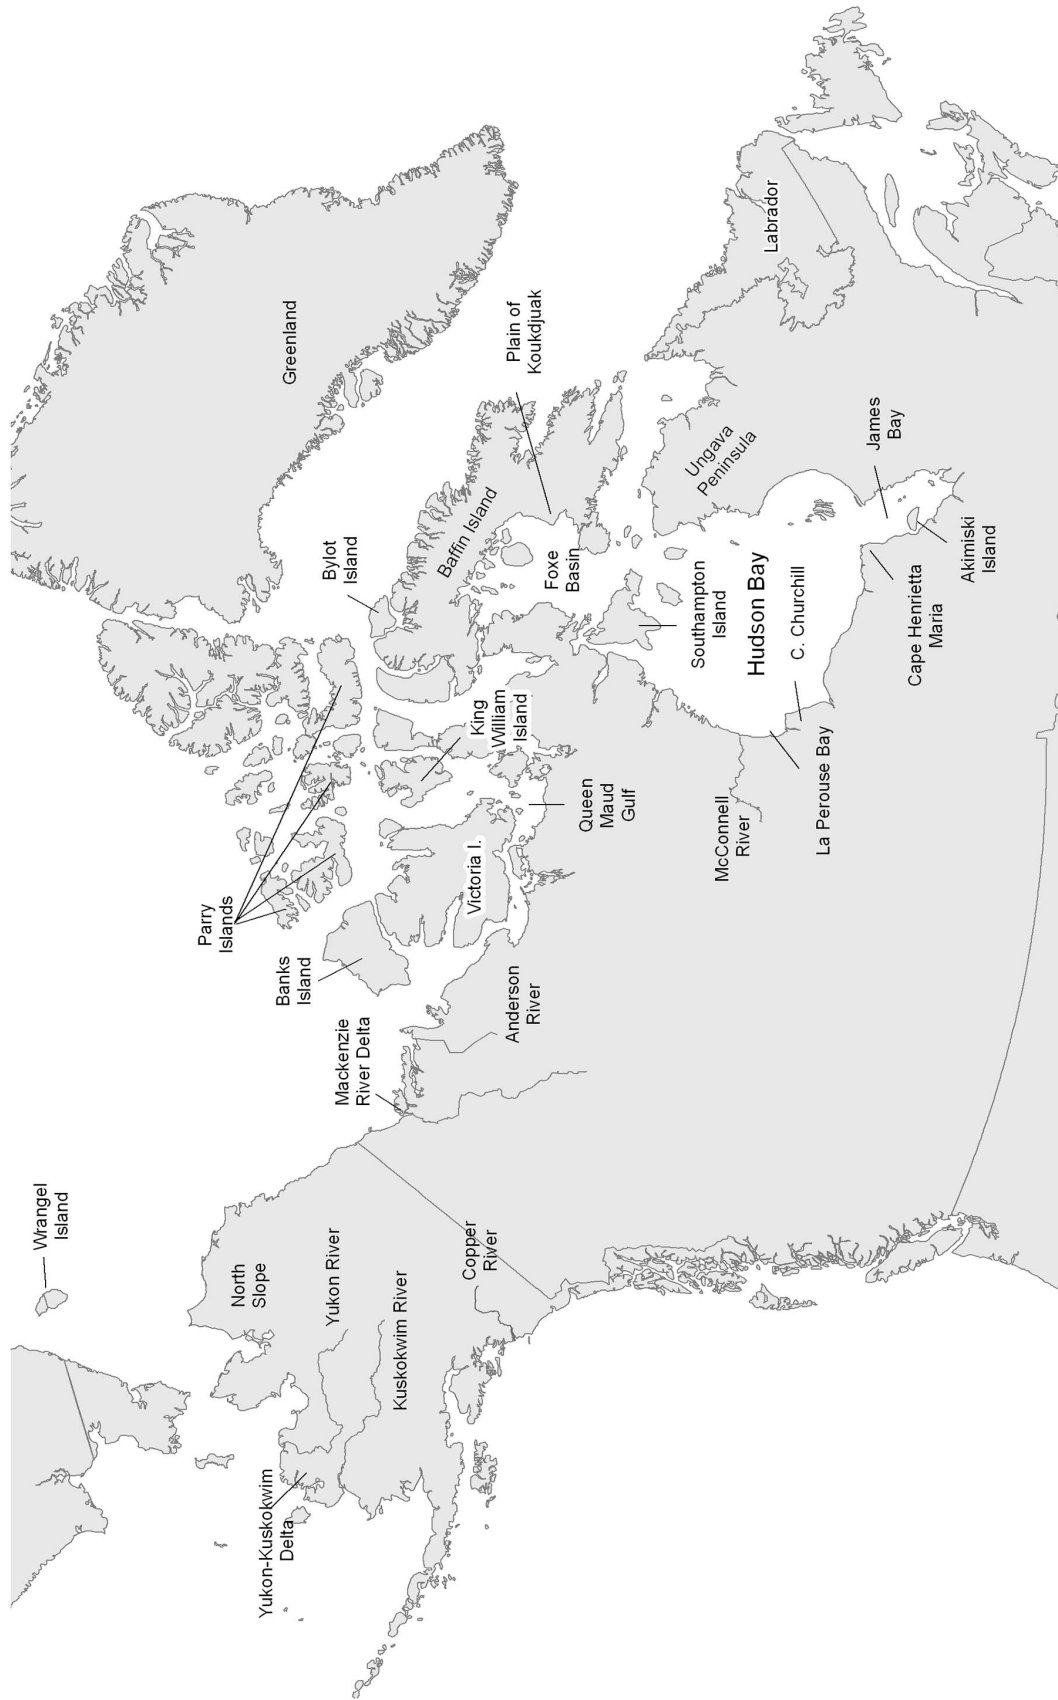 Wrangel
Island
North
Slope
Yukon River
Kuskokwim River
Yukon-Kuskokwim
Delta
Copper
River
Mackenzie
River Delta
Anderson
River
Banks
Island
Parry
Islands
Victoria I.
Queen
Maud
Gulf
King
William
Island
Bylot
Island
Baffin Island
Greenland
Plain of
Koukdjuak
Foxe
Basin
Southampton
Island
Hudson Bay
C. Churchill
La Perouse Bay
McConnell
River
Cape Henrietta
Maria
Akimiski
Island
James
Bay
Ungava
Peninsula
Labrador